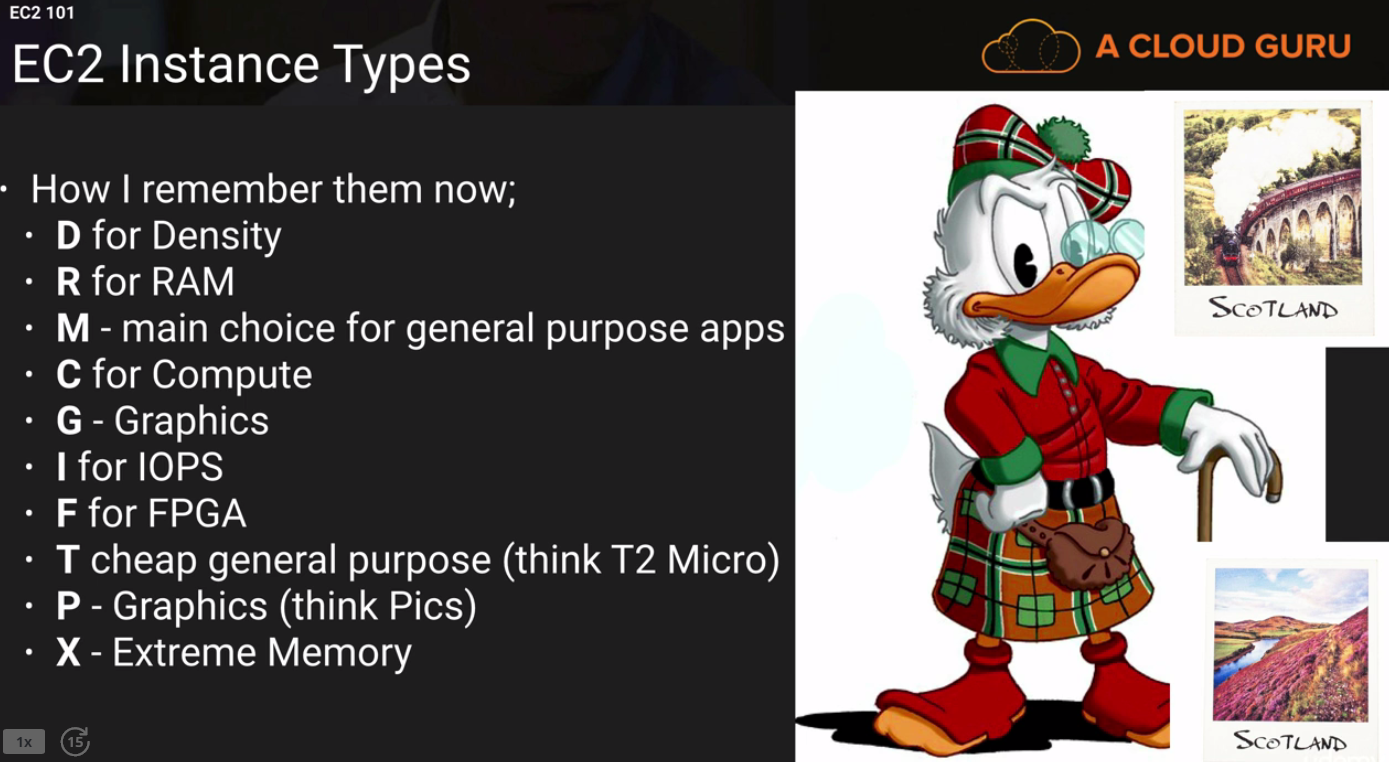 EC2 101
EC2 Instance Types
A CLOUD GURU
• How I remember them now;
• D for Density
• R for RAM
• M - main choice for general purpose apps
• C for Compute
• G - Graphics
• I for IOPS
• F for FPGA
• T cheap general purpose (think T2 Micro)
• P - Graphics (think Pics)
• X - Extreme Memory
SCOTLAND
SCOTLAND
1x
15